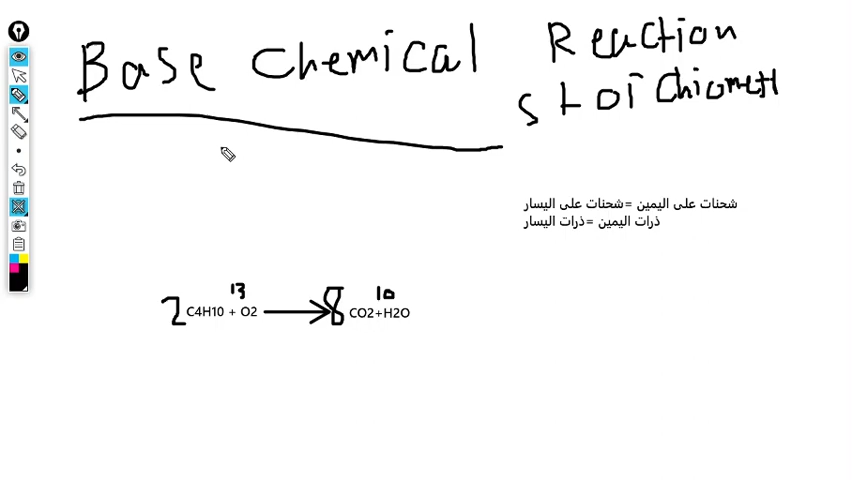 Base Chemical Reaction
Stoichiomet
شحنات على اليمين =شحنات على اليسار
ذرات اليمين =ذرات اليسار
13 10
2 C4H10 + O2 → 8 CO2+H2O